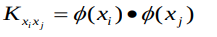 K_{x_i x_j} = ϕ(x_i) • ϕ(x_j)